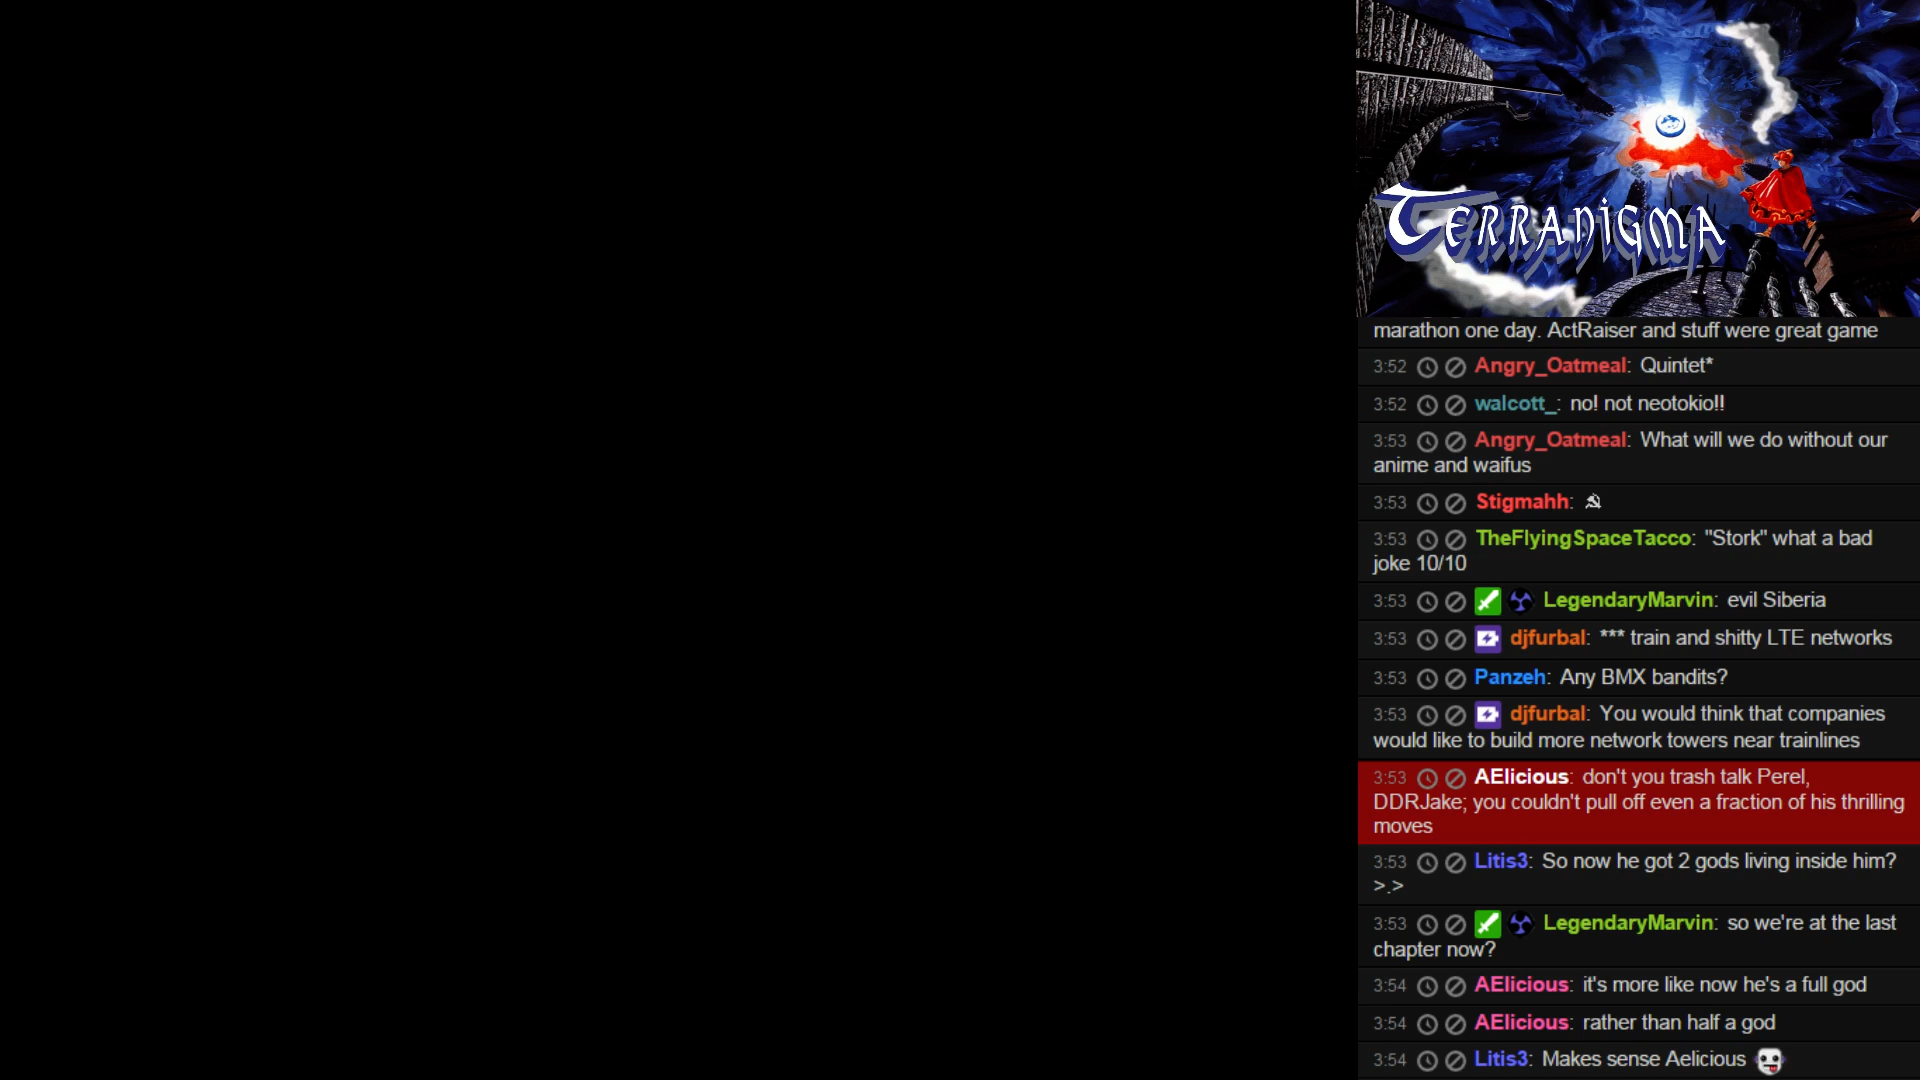 TERRANIGMA
marathon one day. ActRaiser and stuff were great game
3:52 Angry_Oatmeal: Quintet*
3:52 walcott_: no! not neotokio!!
3:53 Angry_Oatmeal: What will we do without our
anime and waifus
3:53 Stigmahh: ☭
3:53 TheFlyingSpaceTacco: "Stork" what a bad
joke 10/10
3:53 LegendaryMarvin: evil Siberia
3:53 djfurbal: *** train and shitty LTE networks
3:53 Panzeh: Any BMX bandits?
3:53 djfurbal: You would think that companies
would like to build more network towers near trainlines
3:53 AElicious: don't you trash talk Perel,
DDRJake; you couldn't pull off even a fraction of his thrilling
moves
3:53 Litis3: So now he got 2 gods living inside him?
>.>
3:53 LegendaryMarvin: so we're at the last
chapter now?
3:54 AElicious: it's more like now he's a full god
3:54 AElicious: rather than half a god
3:54 Litis3: Makes sense Aelicious